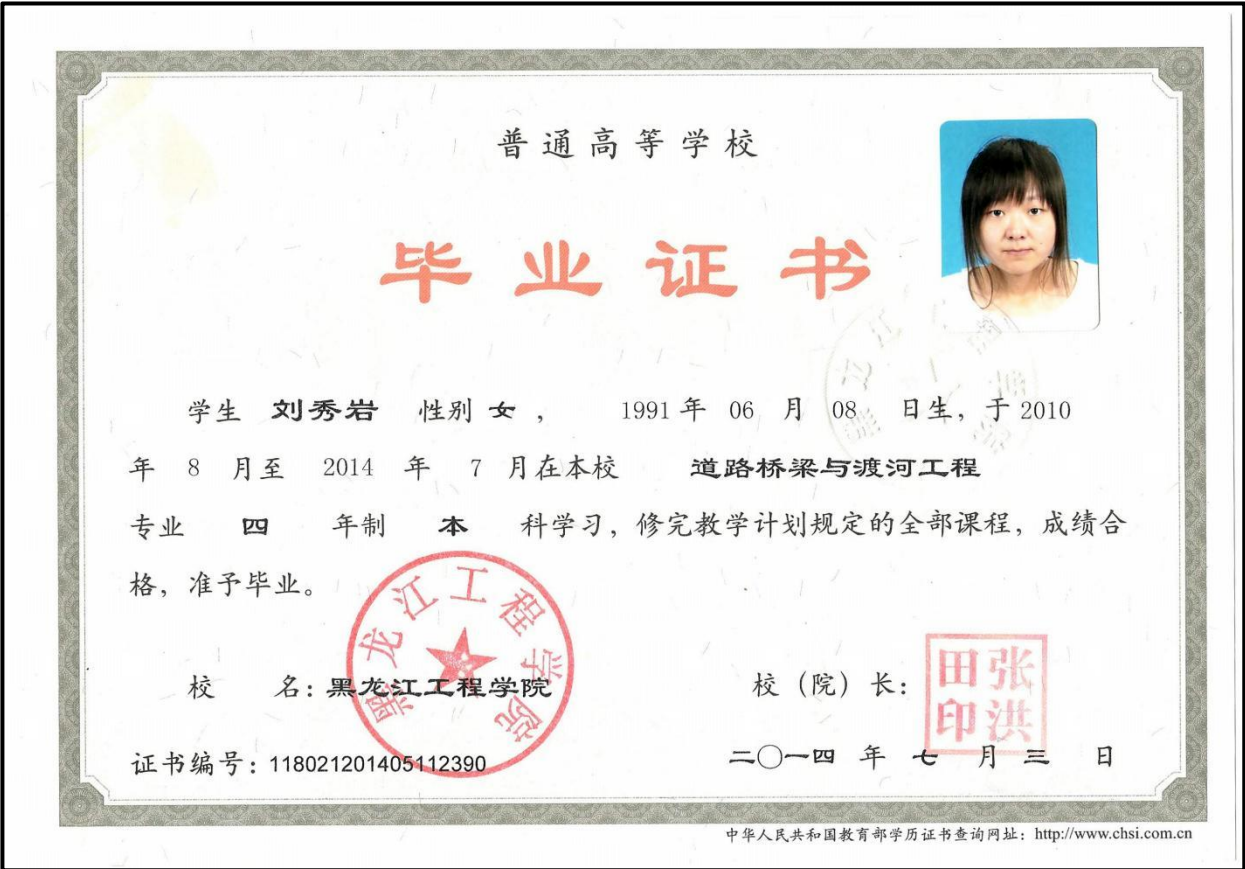 普通高等学校
毕业证书
学生 刘秀岩 性别 女 , 1991 年 06 月 08 日生, 于 2010
年 8 月至 2014 年 7 月在本校 道路桥梁与渡河工程
专业 四 年制 本 科学习, 修完教学计划规定的全部课程, 成绩合
格, 准予毕业。
黑龙江工程学院
校 名: 黑龙江工程学院
校 (院) 长:
张洪田印
证书编号: 118021201405112390
二〇一四 年 七 月 三 日
中华人民共和国教育部学历证书查询网址: http://www.chsi.com.cn